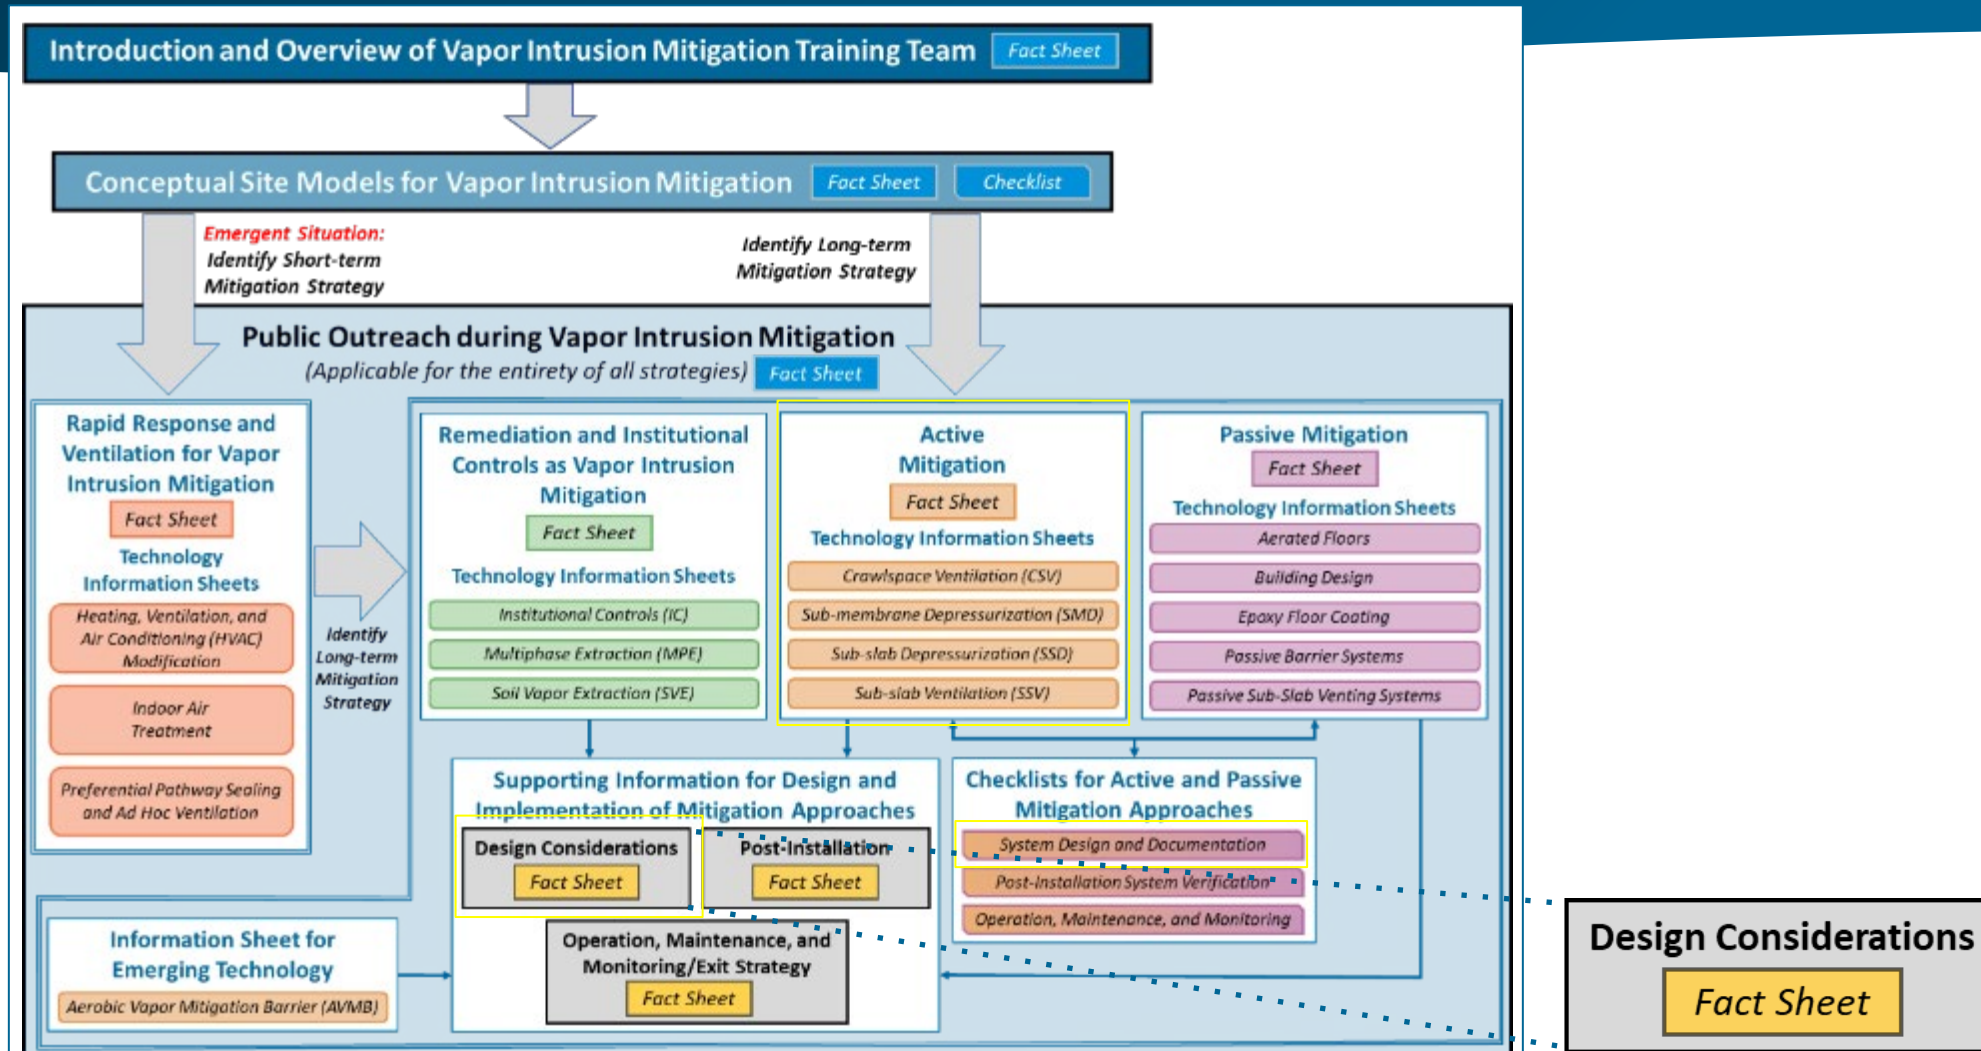 Introduction and Overview of Vapor Intrusion Mitigation Training Team
Fact Sheet
Conceptual Site Models for Vapor Intrusion Mitigation
Fact Sheet
Checklist
Emergent Situation:
Identify Short-term
Mitigation Strategy
Identify Long-term
Mitigation Strategy
Public Outreach during Vapor Intrusion Mitigation
(Applicable for the entirety of all strategies)
Fact Sheet
Rapid Response and
Ventilation for Vapor
Intrusion Mitigation
Fact Sheet
Technology
Information Sheets
Heating, Ventilation, and
Air Conditioning (HVAC)
Modification
Indoor Air
Treatment
Preferential Pathway Sealing
and Ad Hoc Ventilation
Identify
Long-term
Mitigation
Strategy
Remediation and Institutional
Controls as Vapor Intrusion
Mitigation
Fact Sheet
Technology Information Sheets
Institutional Controls (IC)
Multiphase Extraction (MPE)
Soil Vapor Extraction (SVE)
Active
Mitigation
Fact Sheet
Technology Information Sheets
Crawlspace Ventilation (CSV)
Sub-membrane Depressurization (SMD)
Sub-slab Depressurization (SSD)
Sub-slab Ventilation (SSV)
Passive Mitigation
Fact Sheet
Technology Information Sheets
Aerated Floors
Building Design
Epoxy Floor Coating
Passive Barrier Systems
Passive Sub-Slab Venting Systems
Supporting Information for Design and
Implementation of Mitigation Approaches
Design Considerations
Fact Sheet
Post-Installation
Fact Sheet
Operation, Maintenance, and
Monitoring/Exit Strategy
Fact Sheet
Checklists for Active and Passive
Mitigation Approaches
System Design and Documentation
Post-Installation System Verification
Operation, Maintenance, and Monitoring
Information Sheet for
Emerging Technology
Aerobic Vapor Mitigation Barrier (AVMB)
Design Considerations
Fact Sheet